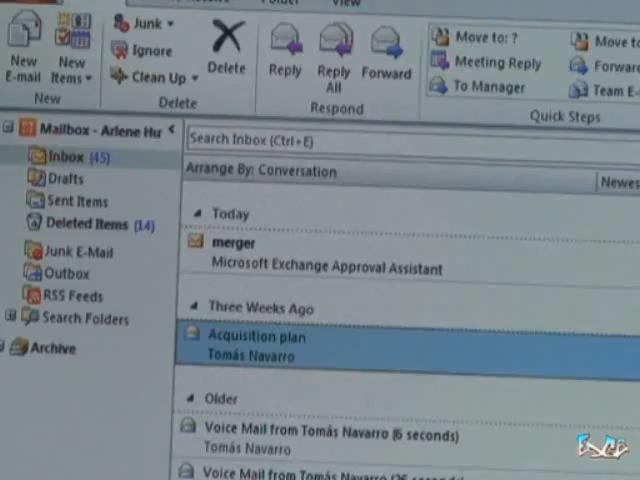 View
New E-mail
New Items
New
Junk
Ignore
Clean Up
Delete
Delete
Reply
Reply All
Forward
Respond
Move to: ?
Meeting Reply
To Manager
Move to
Forwar
Team E-
Quick Steps
Mailbox - Arlene Hur
Inbox (45)
Drafts
Sent Items
Deleted Items (14)
Junk E-Mail
Outbox
RSS Feeds
Search Folders
Archive
Search Inbox (Ctrl+E)
Arrange By: Conversation
Newes
Today
merger
Microsoft Exchange Approval Assistant
Three Weeks Ago
Acquisition plan
Tomás Navarro
Older
Voice Mail from Tomás Navarro (6 seconds)
Tomás Navarro
Voice Mail from Tomás Navarro